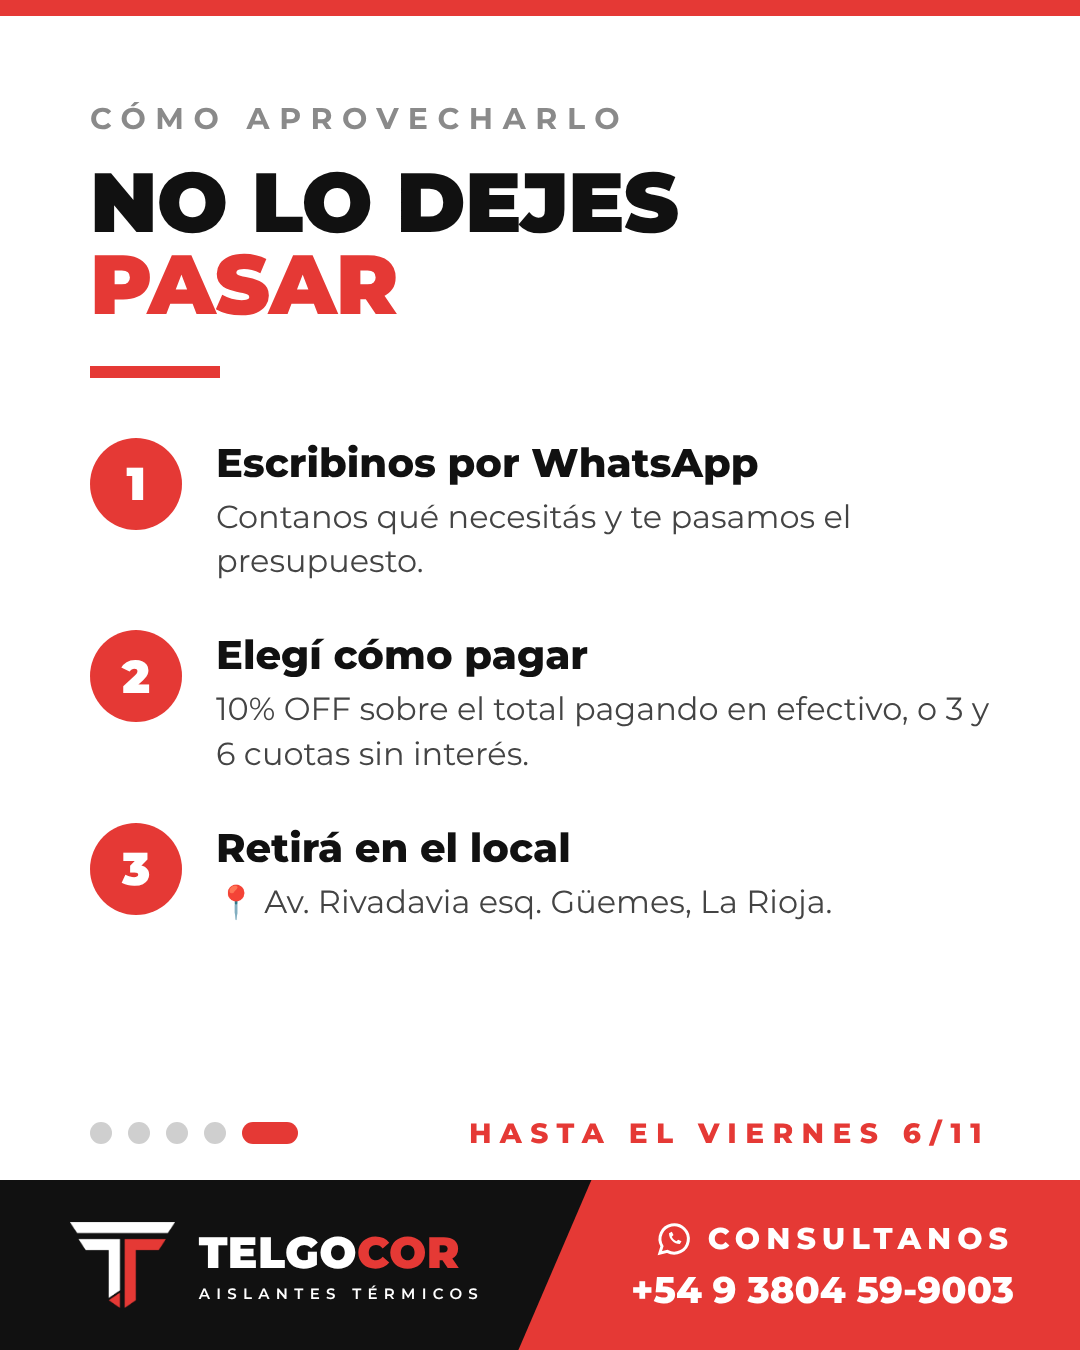 CÓMO APROVECHARLO
NO LO DEJES
PASAR
1
Escribinos por WhatsApp
Contanos qué necesitás y te pasamos el
presupuesto.
2
Elegí cómo pagar
10% OFF sobre el total pagando en efectivo, o 3 y
6 cuotas sin interés.
3
Retirá en el local
📍 Av. Rivadavia esq. Güemes, La Rioja.
HASTA EL VIERNES 6/11
TELGOCOR
AISLANTES TÉRMICOS
CONSULTANOS
+54 9 3804 59-9003